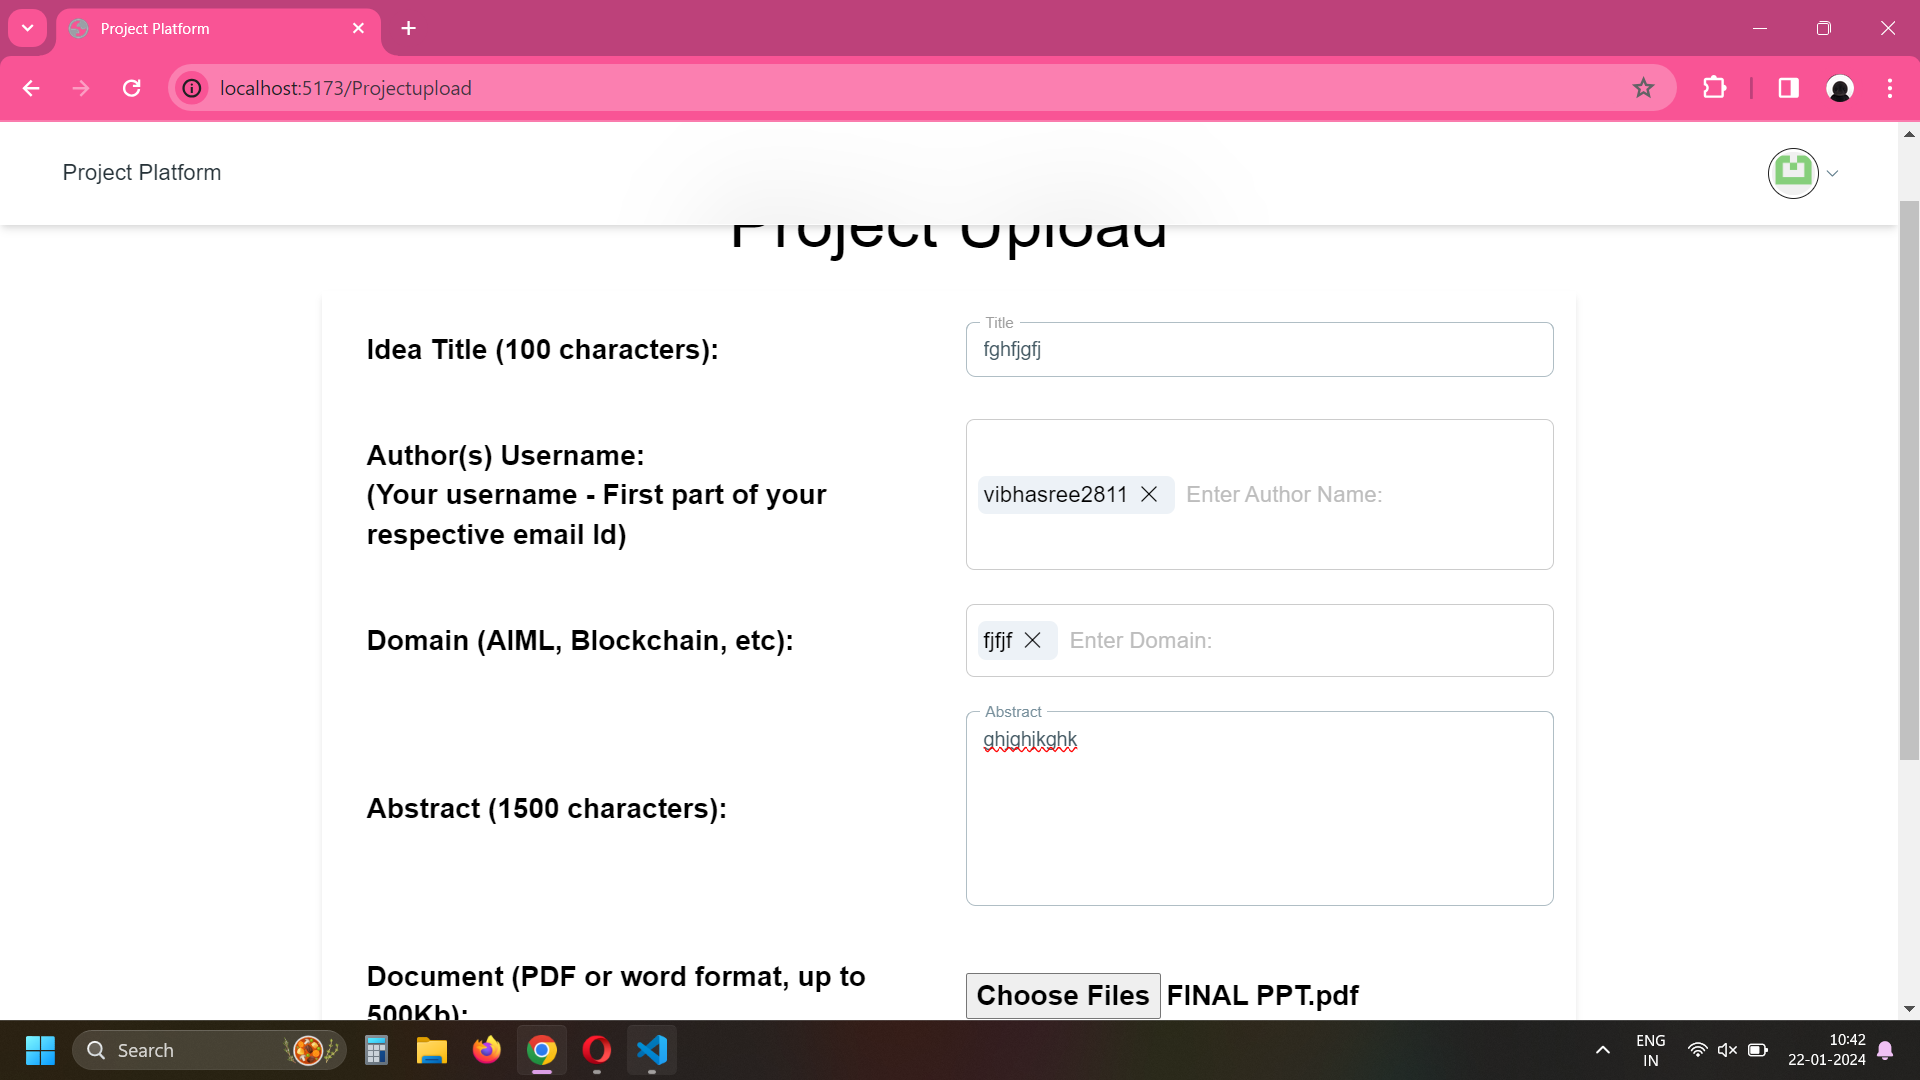 Project Platform
localhost:5173/Projectupload
Project Platform
Project Upload
Idea Title (100 characters):
Title
fghfjgfj
Author(s) Username:
(Your username - First part of your
respective email Id)
vibhasree2811
Enter Author Name:
Domain (AIML, Blockchain, etc):
fjfjf
Enter Domain:
Abstract (1500 characters):
Abstract
ghjghjkghk
Document (PDF or word format, up to
500Kb):
Choose Files FINAL PPT.pdf
Search
ENG
IN
10:42
22-01-2024